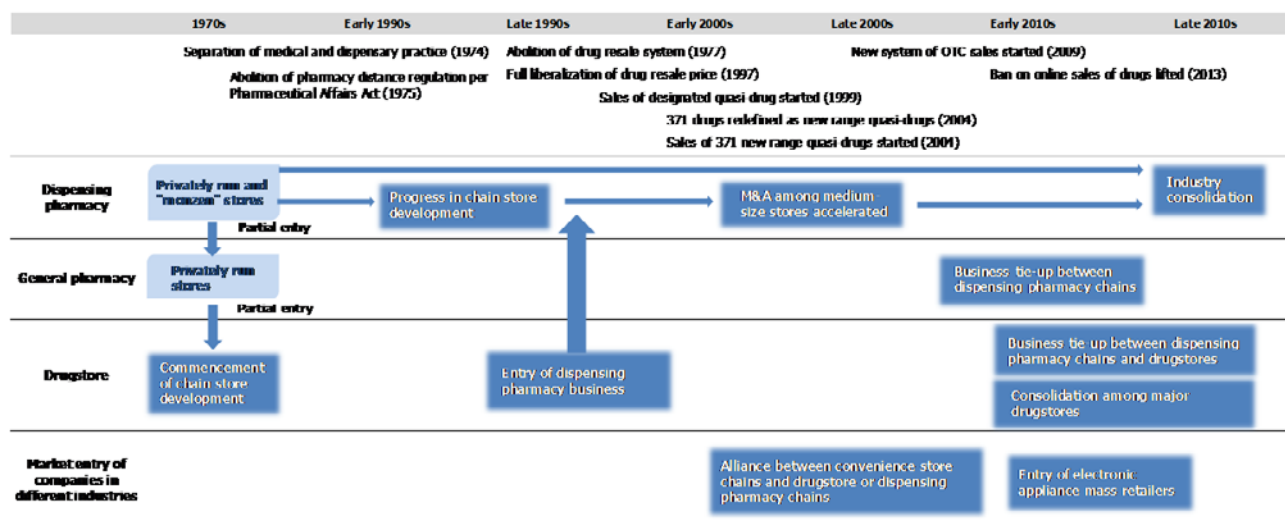 1970s Early 1990s Late 1990s Early 2000s Late 2000s Early 2010s Late 2010s
Separation of medical and dispensary practice (1974)
Abolition of pharmacy distance regulation per
Pharmaceutical Affairs Act (1975)
Abolition of drug resale system (1977)
Full liberalization of drug resale price (1997)
Sales of designated quasi drug started (1999)
371 drugs redefined as new range quasi-drugs (2004)
Sales of 371 new range quasi drugs started (2004)
New system of OTC sales started (2009)
Ban on online sales of drugs lifted (2013)
Dispensing
pharmacy
Privately run and
"monzen" stores
Partial entry
Progress in chain store
development
M&A among medium-
size stores accelerated
Industry
consolidation
General pharmacy
Privately run
stores
Partial entry
Business tie-up between
dispensing pharmacy chains
Drugstore
Commencement
of chain store
development
Entry of dispensing
pharmacy business
Business tie up between dispensing
pharmacy chains and drugstores
Consolidation among major
drugstores
Market entry of
companies in
different industries
Alliance between convenience store
chains and drugstore or dispensing
pharmacy chains
Entry of electronic
appliance mass retailers